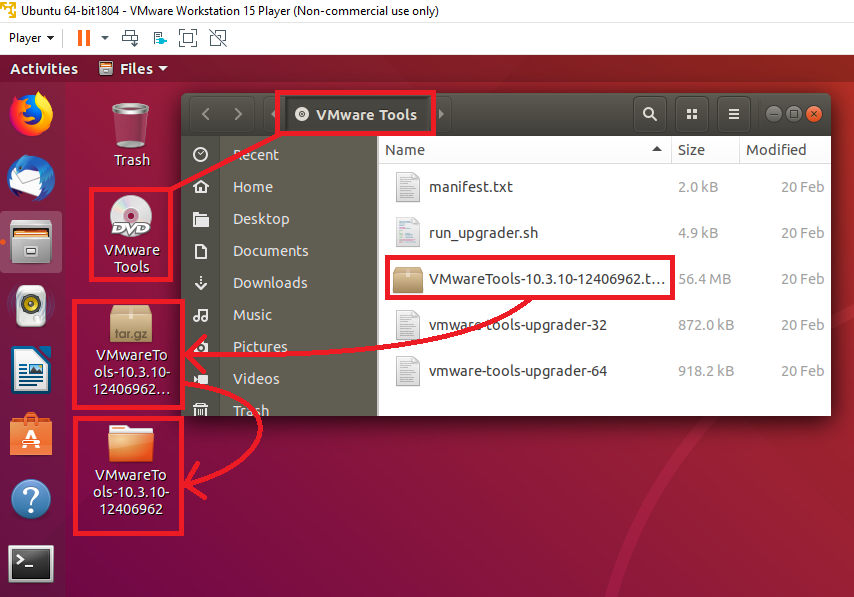 Ubuntu 64-bit1804 - VMware Workstation 15 Player (Non-commercial use only)
Player
Activities
Files
VMware Tools
Trash
VMware
Tools
tar.gz
VMwareTo
ols-10.3.10-
12406962...
VMwareTo
ols-10.3.10-
12406962
Recent
Home
Desktop
Documents
Downloads
Music
Pictures
Videos
Trash
Name Size Modified
manifest.txt 2.0 kB 20 Feb
run_upgrader.sh 4.9 kB 20 Feb
VMwareTools-10.3.10-12406962.t... 56.4 MB 20 Feb
vmware-tools-upgrader-32 872.0 kB 20 Feb
vmware-tools-upgrader-64 918.2 kB 20 Feb